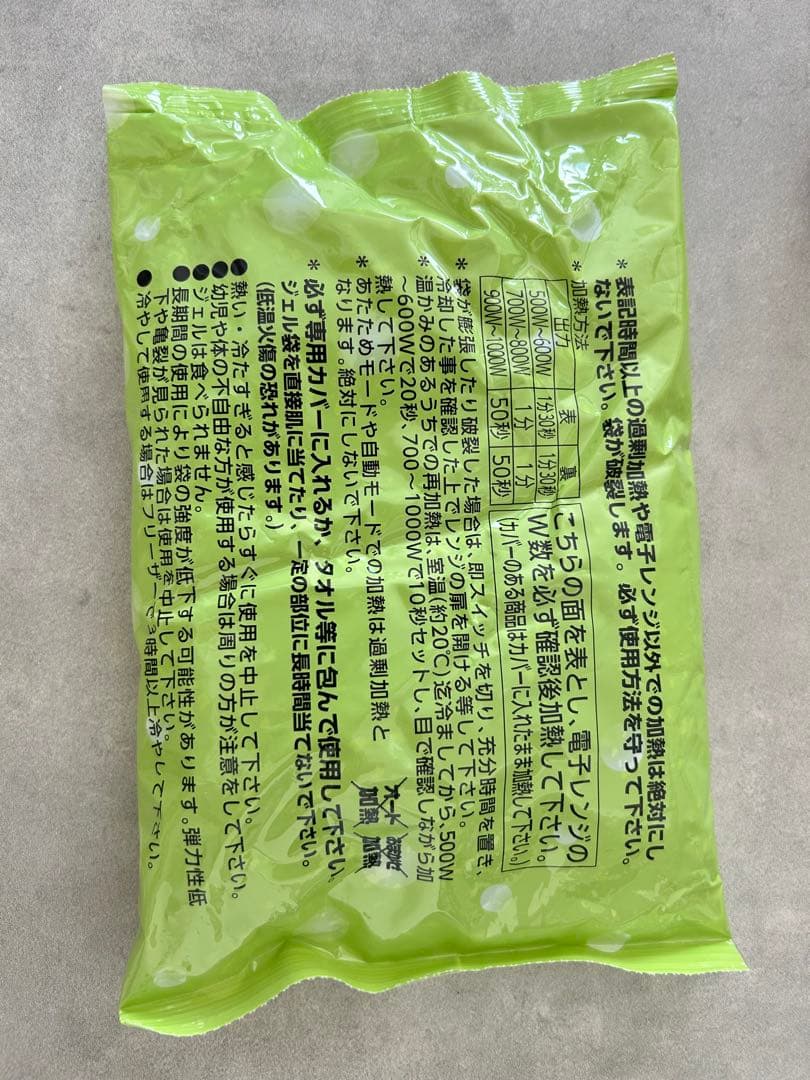 * 表記時間以上の過剰加熱や電子レンジ以外での加熱は絶対にし
ないで下さい。袋が破裂します。必ず使用方法を守って下さい。
* 加熱方法
出力 表 裏
500W〜600W 1分30秒 1分30秒
700W〜800W 1分 1分
900W〜1000W 50秒 50秒
こちらの面を表とし、電子レンジの
W数を必ず確認後加熱して下さい。
(カバーのある商品はカバーに入れたまま加熱して下さい。)
* 袋が膨張したり破裂した場合は、即スイッチを切り、充分時間を置き、
冷却した事を確認した上でレンジの扉を開ける等して下さい。
温かみのあるうちでの再加熱は、室温(約20℃)迄冷ましてから、500W
〜600Wで20秒、700〜1000Wで10秒セットし、目で確認しながら加
熱して下さい。
* あたためモードや自動モードでの加熱は過剰加熱と
なります。絶対にしないで下さい。
オート
加熱
あたため
加熱
* 必ず専用カバーに入れるか、タオル等に包んで使用して下さい。
ジェル袋を直接肌に当てたり、一定の部位に長時間当てないで下さい。
(低温火傷の恐れがあります。)
● 熱い・冷たすぎると感じたらすぐに使用を中止して下さい。
● 幼児や体の不自由な方が使用する場合は周りの方が注意をして下さい。
● ジェルは食べられません。
● 長期間の使用により袋の強度が低下する可能性があります。弾力性低
下や亀裂が見られた場合は使用を中止して下さい。
● 冷やして使用する場合はフリーザーで3時間以上冷やして下さい。